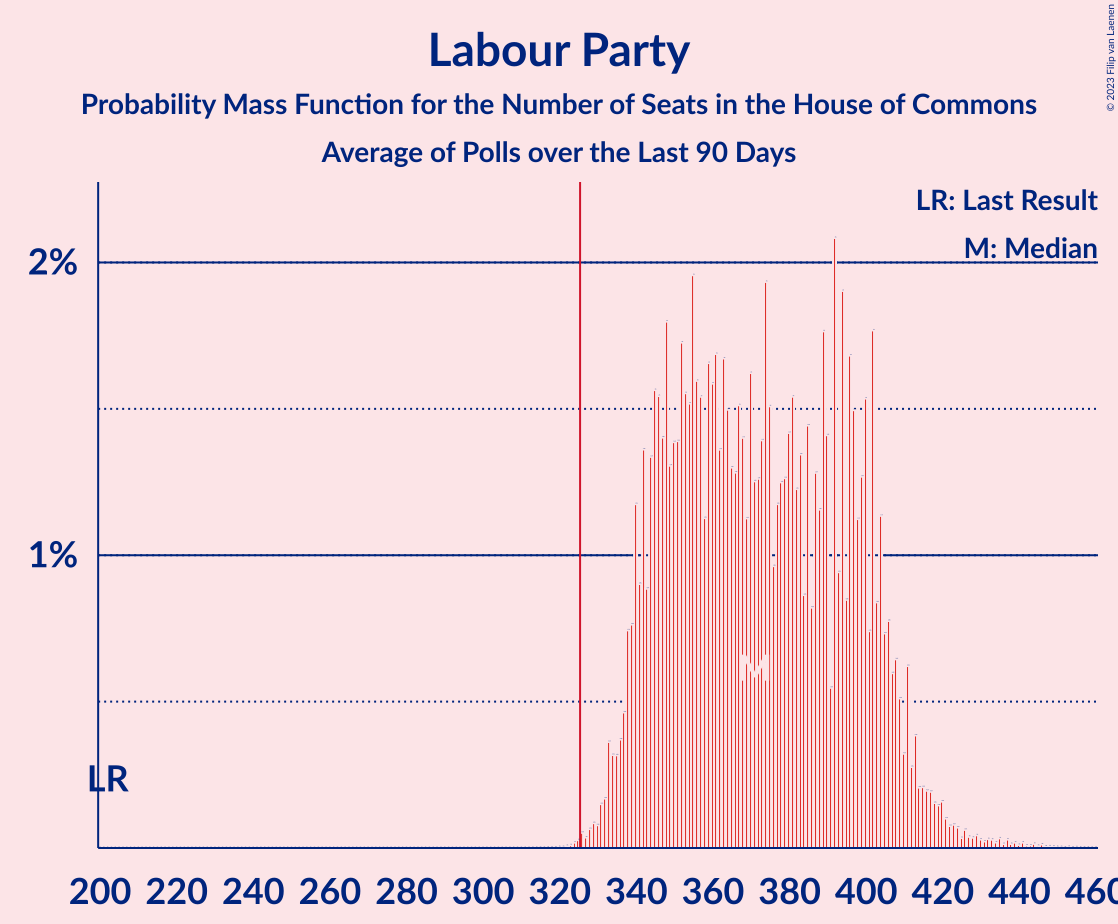 Labour Party
Probability Mass Function for the Number of Seats in the House of Commons
Average of Polls over the Last 90 Days
© 2023 Filip van Laenen
LR: Last Result
M: Median
2%
1%
M
LR
200 220 240 260 280 300 320 340 360 380 400 420 440 460